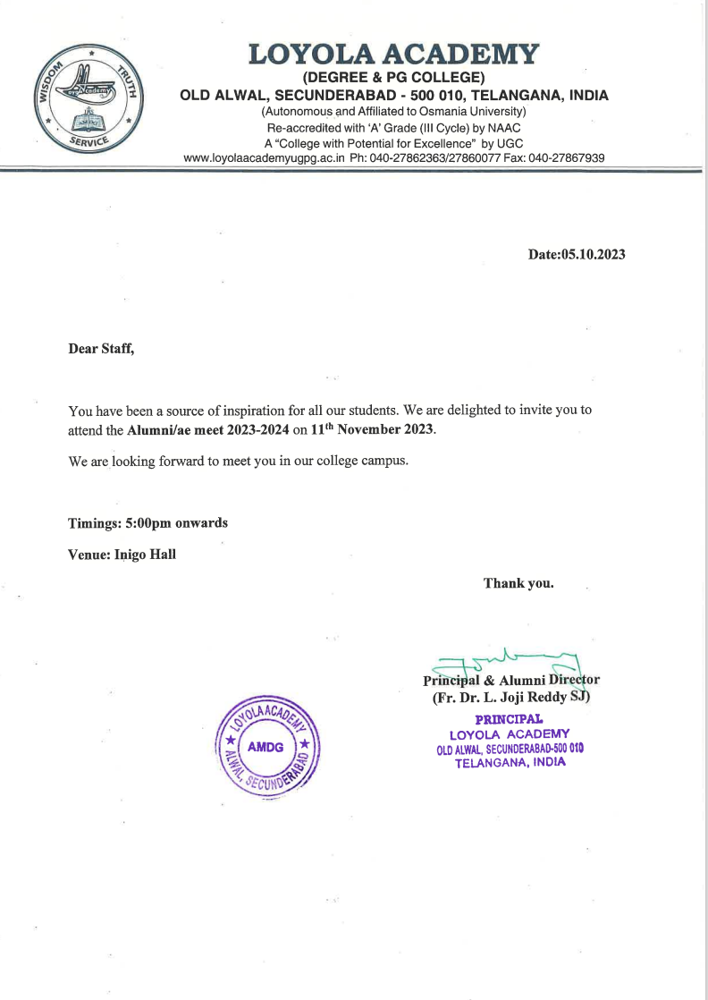 WISDOM
TRUTH
SERVICE
LOYOLA ACADEMY
(DEGREE & PG COLLEGE)
OLD ALWAL, SECUNDERABAD - 500 010, TELANGANA, INDIA
(Autonomous and Affiliated to Osmania University)
Re-accredited with ‘A’ Grade (III Cycle) by NAAC
A “College with Potential for Excellence” by UGC
www.loyolaacademyugpg.ac.in Ph: 040-27862363/27860077 Fax: 040-27867939
Date:05.10.2023
Dear Staff,
You have been a source of inspiration for all our students. We are delighted to invite you to
attend the Alumni/ae meet 2023-2024 on 11th November 2023.
We are looking forward to meet you in our college campus.
Timings: 5:00pm onwards
Venue: Inigo Hall
Thank you.
Principal & Alumni Director
(Fr. Dr. L. Joji Reddy SJ)
PRINCIPAL
LOYOLA ACADEMY
OLD ALWAL, SECUNDERABAD-500 010
TELANGANA, INDIA
LOYOLA ACADEMY
AMDG
ALWAL, SECUNDERABAD